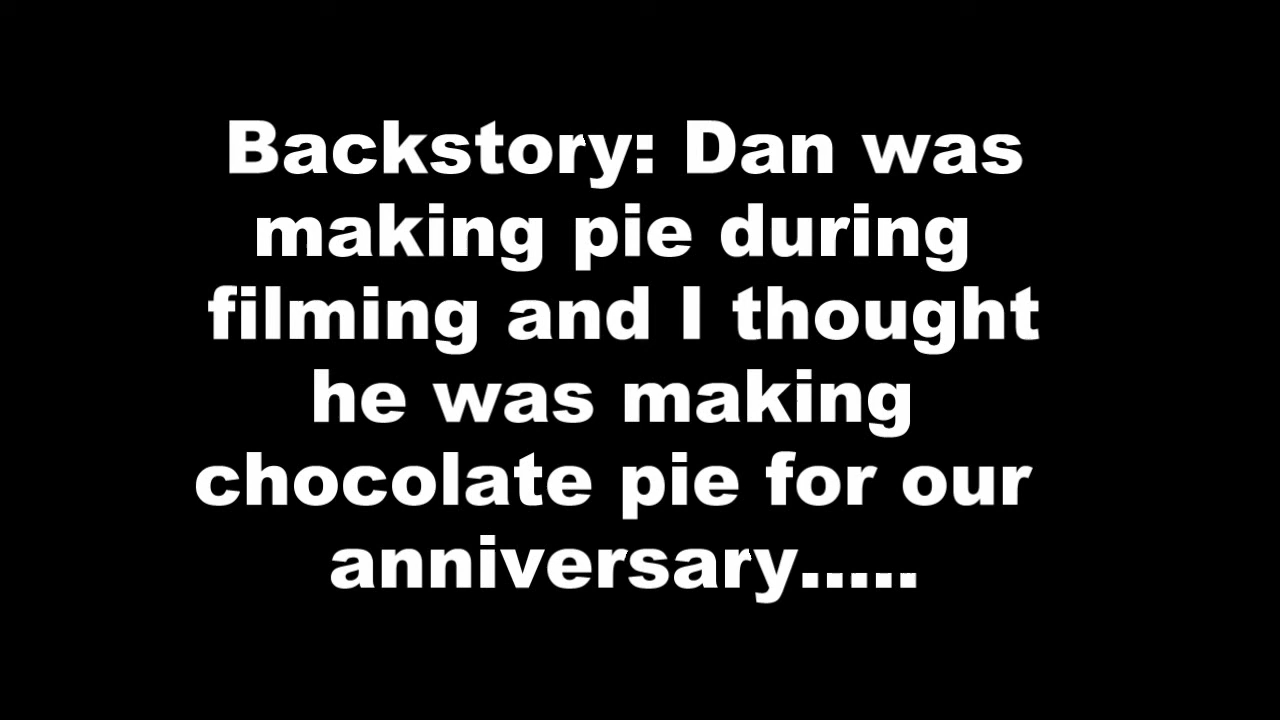 Backstory: Dan was
making pie during
filming and I thought
he was making
chocolate pie for our
anniversary.....